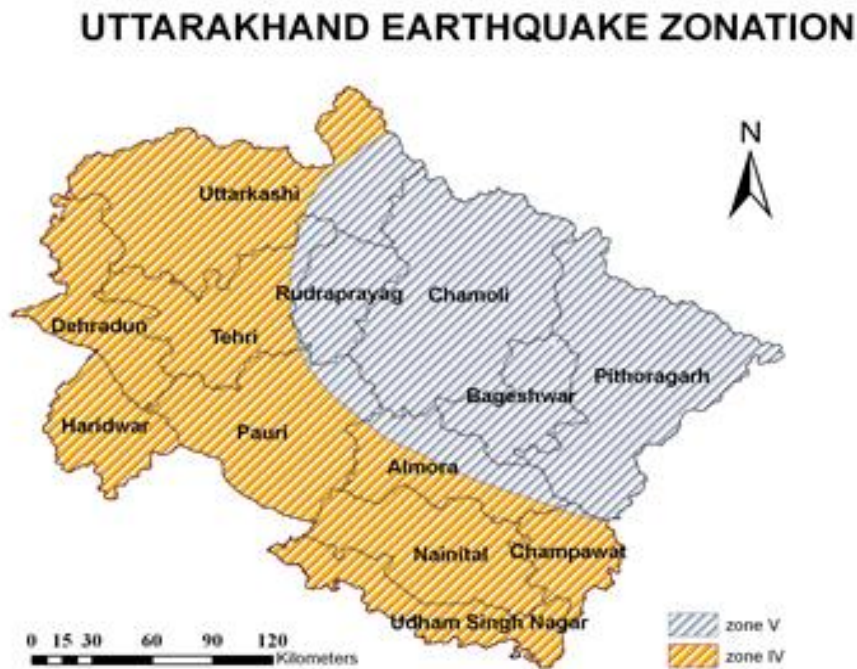 UTTARAKHAND EARTHQUAKE ZONATION
N
Uttarkashi
Rudraprayag
Chamoli
Dehradun
Tehri
Pithoragarh
Bageshwar
Haridwar
Pauri
Almora
Nainital
Champawat
Udham Singh Nagar
zone V
zone IV
0 15 30 60 90 120
Kilometers